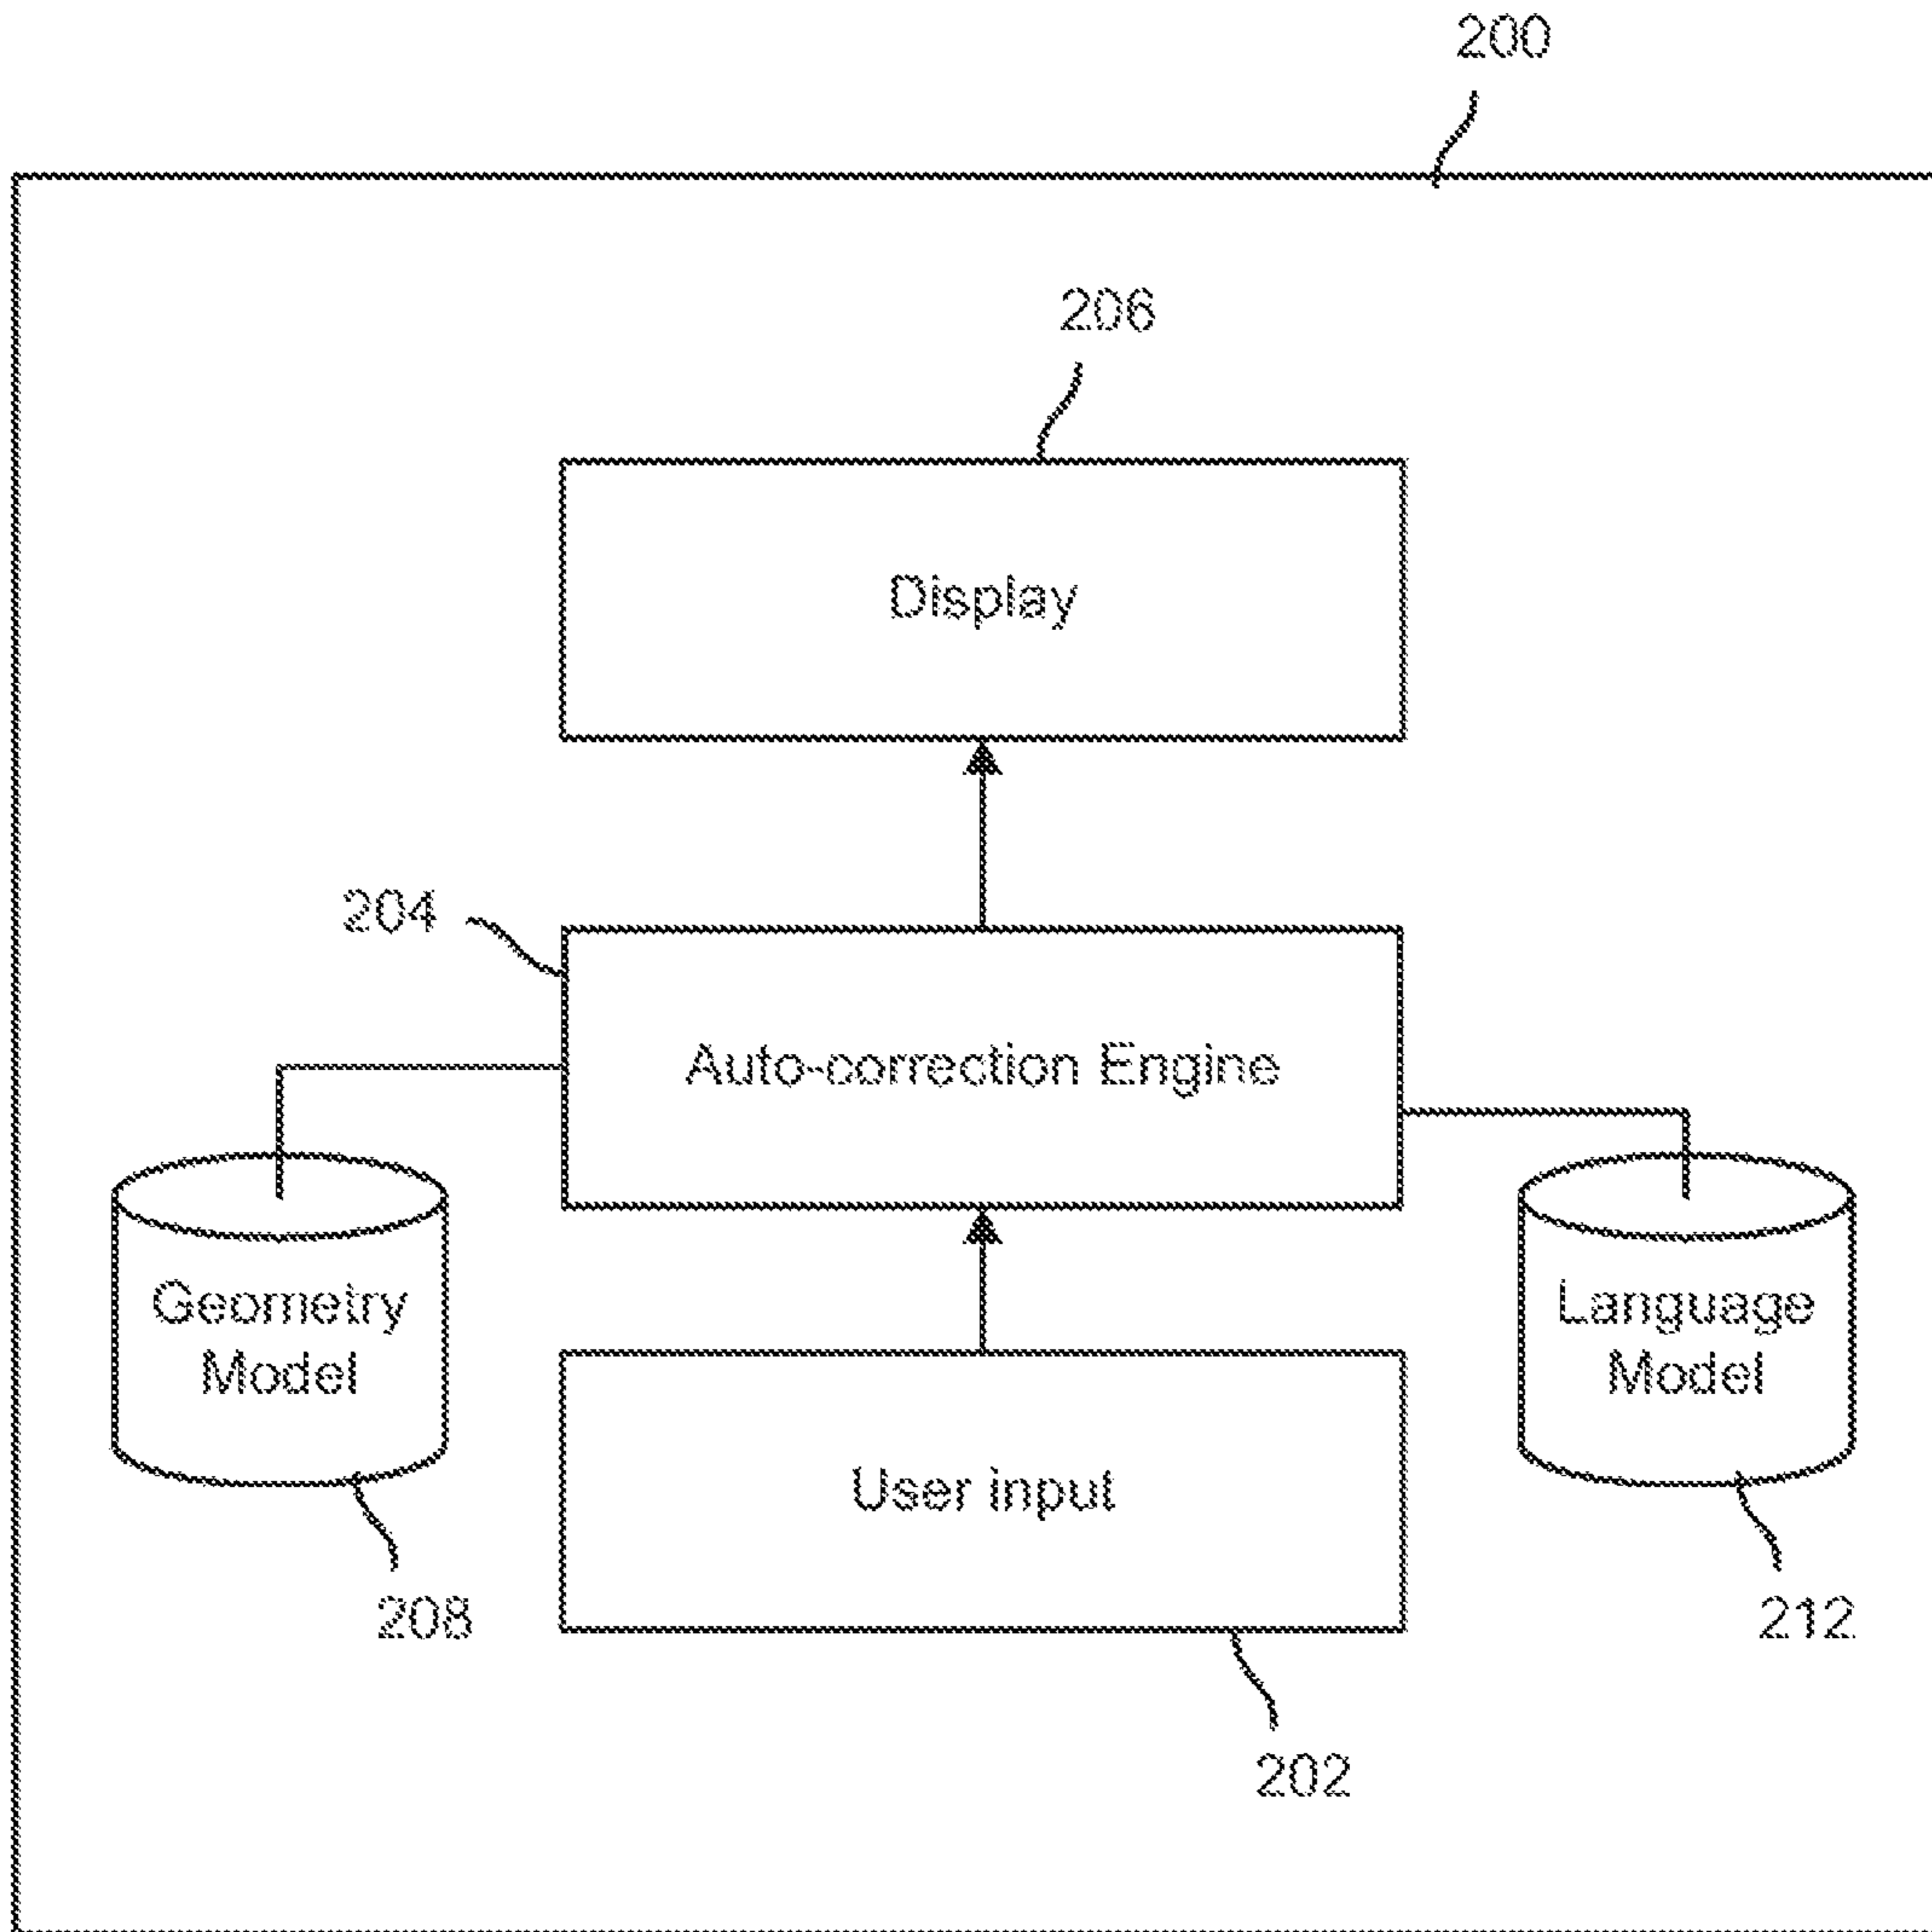 200
206
Display
204
Auto-correction Engine
Geometry
Model
Language
Model
User input
208
212
202